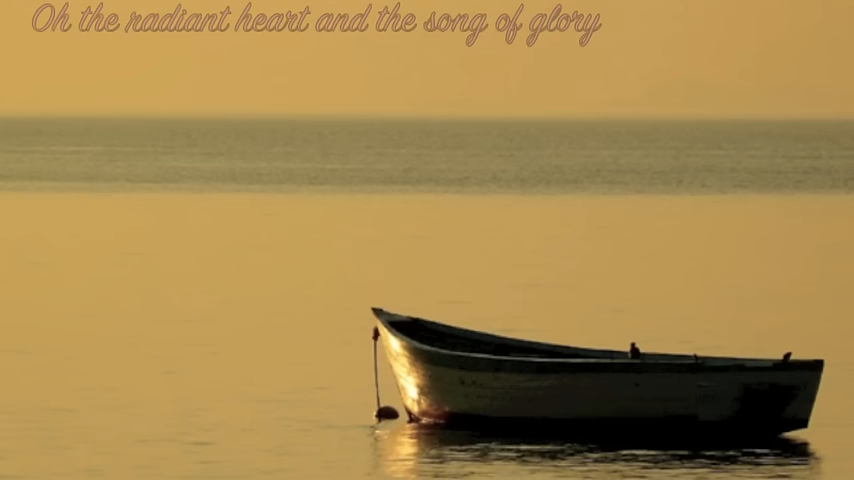 Oh the radiant heart and the song of glory